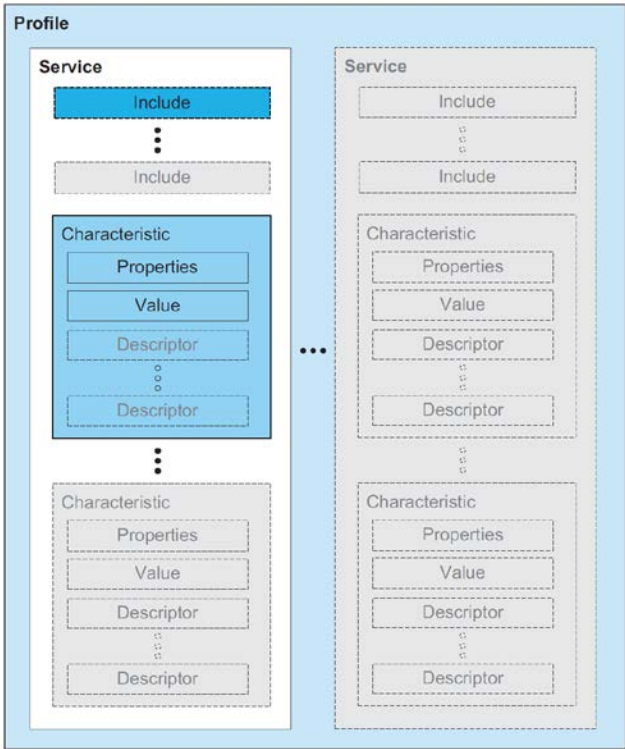 Profile
Service
Include
Include
Characteristic
Properties
Value
Descriptor
Descriptor
Characteristic
Properties
Value
Descriptor
Descriptor
Service
Include
Include
Characteristic
Properties
Value
Descriptor
Descriptor
Characteristic
Properties
Value
Descriptor
Descriptor